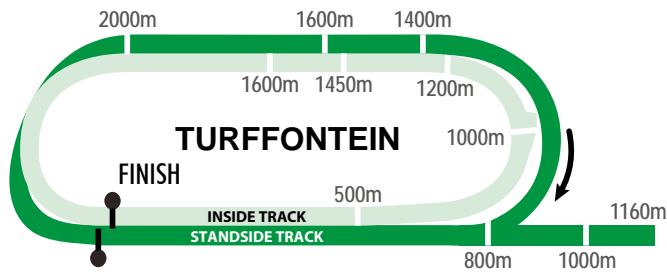 2000m 1600m 1400m
1600m 1450m 1200m
TURFFONTEIN
1000m
FINISH
500m
INSIDE TRACK
STANDSIDE TRACK
1160m
800m 1000m